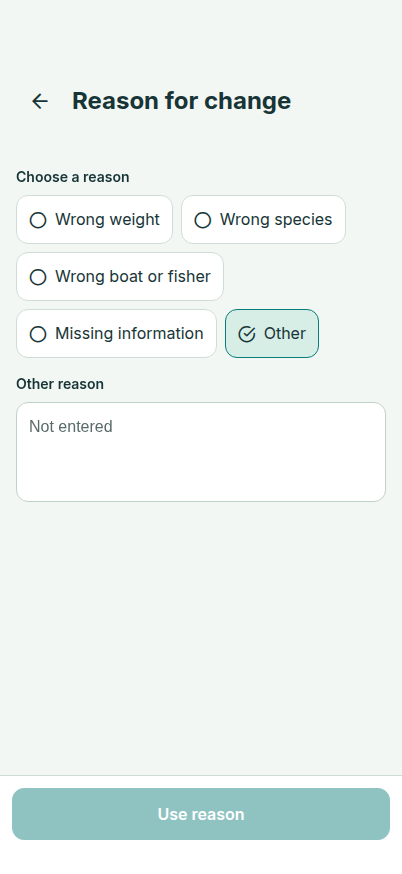 Reason for change
Choose a reason
Wrong weight
Wrong species
Wrong boat or fisher
Missing information
Other
Other reason
Not entered
Use reason